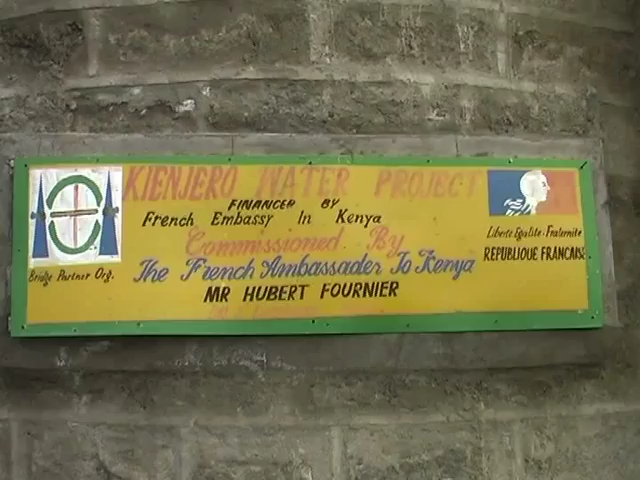 KIENJERO WATER PROJECT
FINANCED BY
French Embassy In Kenya
Commissioned By
The French Ambassader To Kenya
MR HUBERT FOURNIER
Bridge Partner Org.
Liberté Egalité Fraternité
REPUBLIQUE FRANCAISE